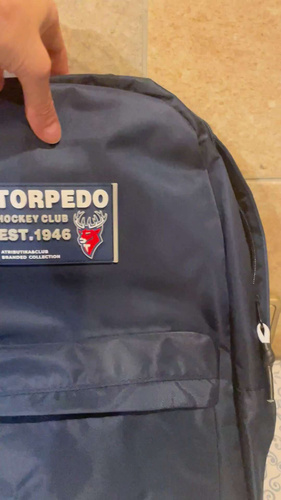 TORPEDO
HOCKEY CLUB
EST.1946
ATRIBUTIKA&CLUB
BRANDED COLLECTION